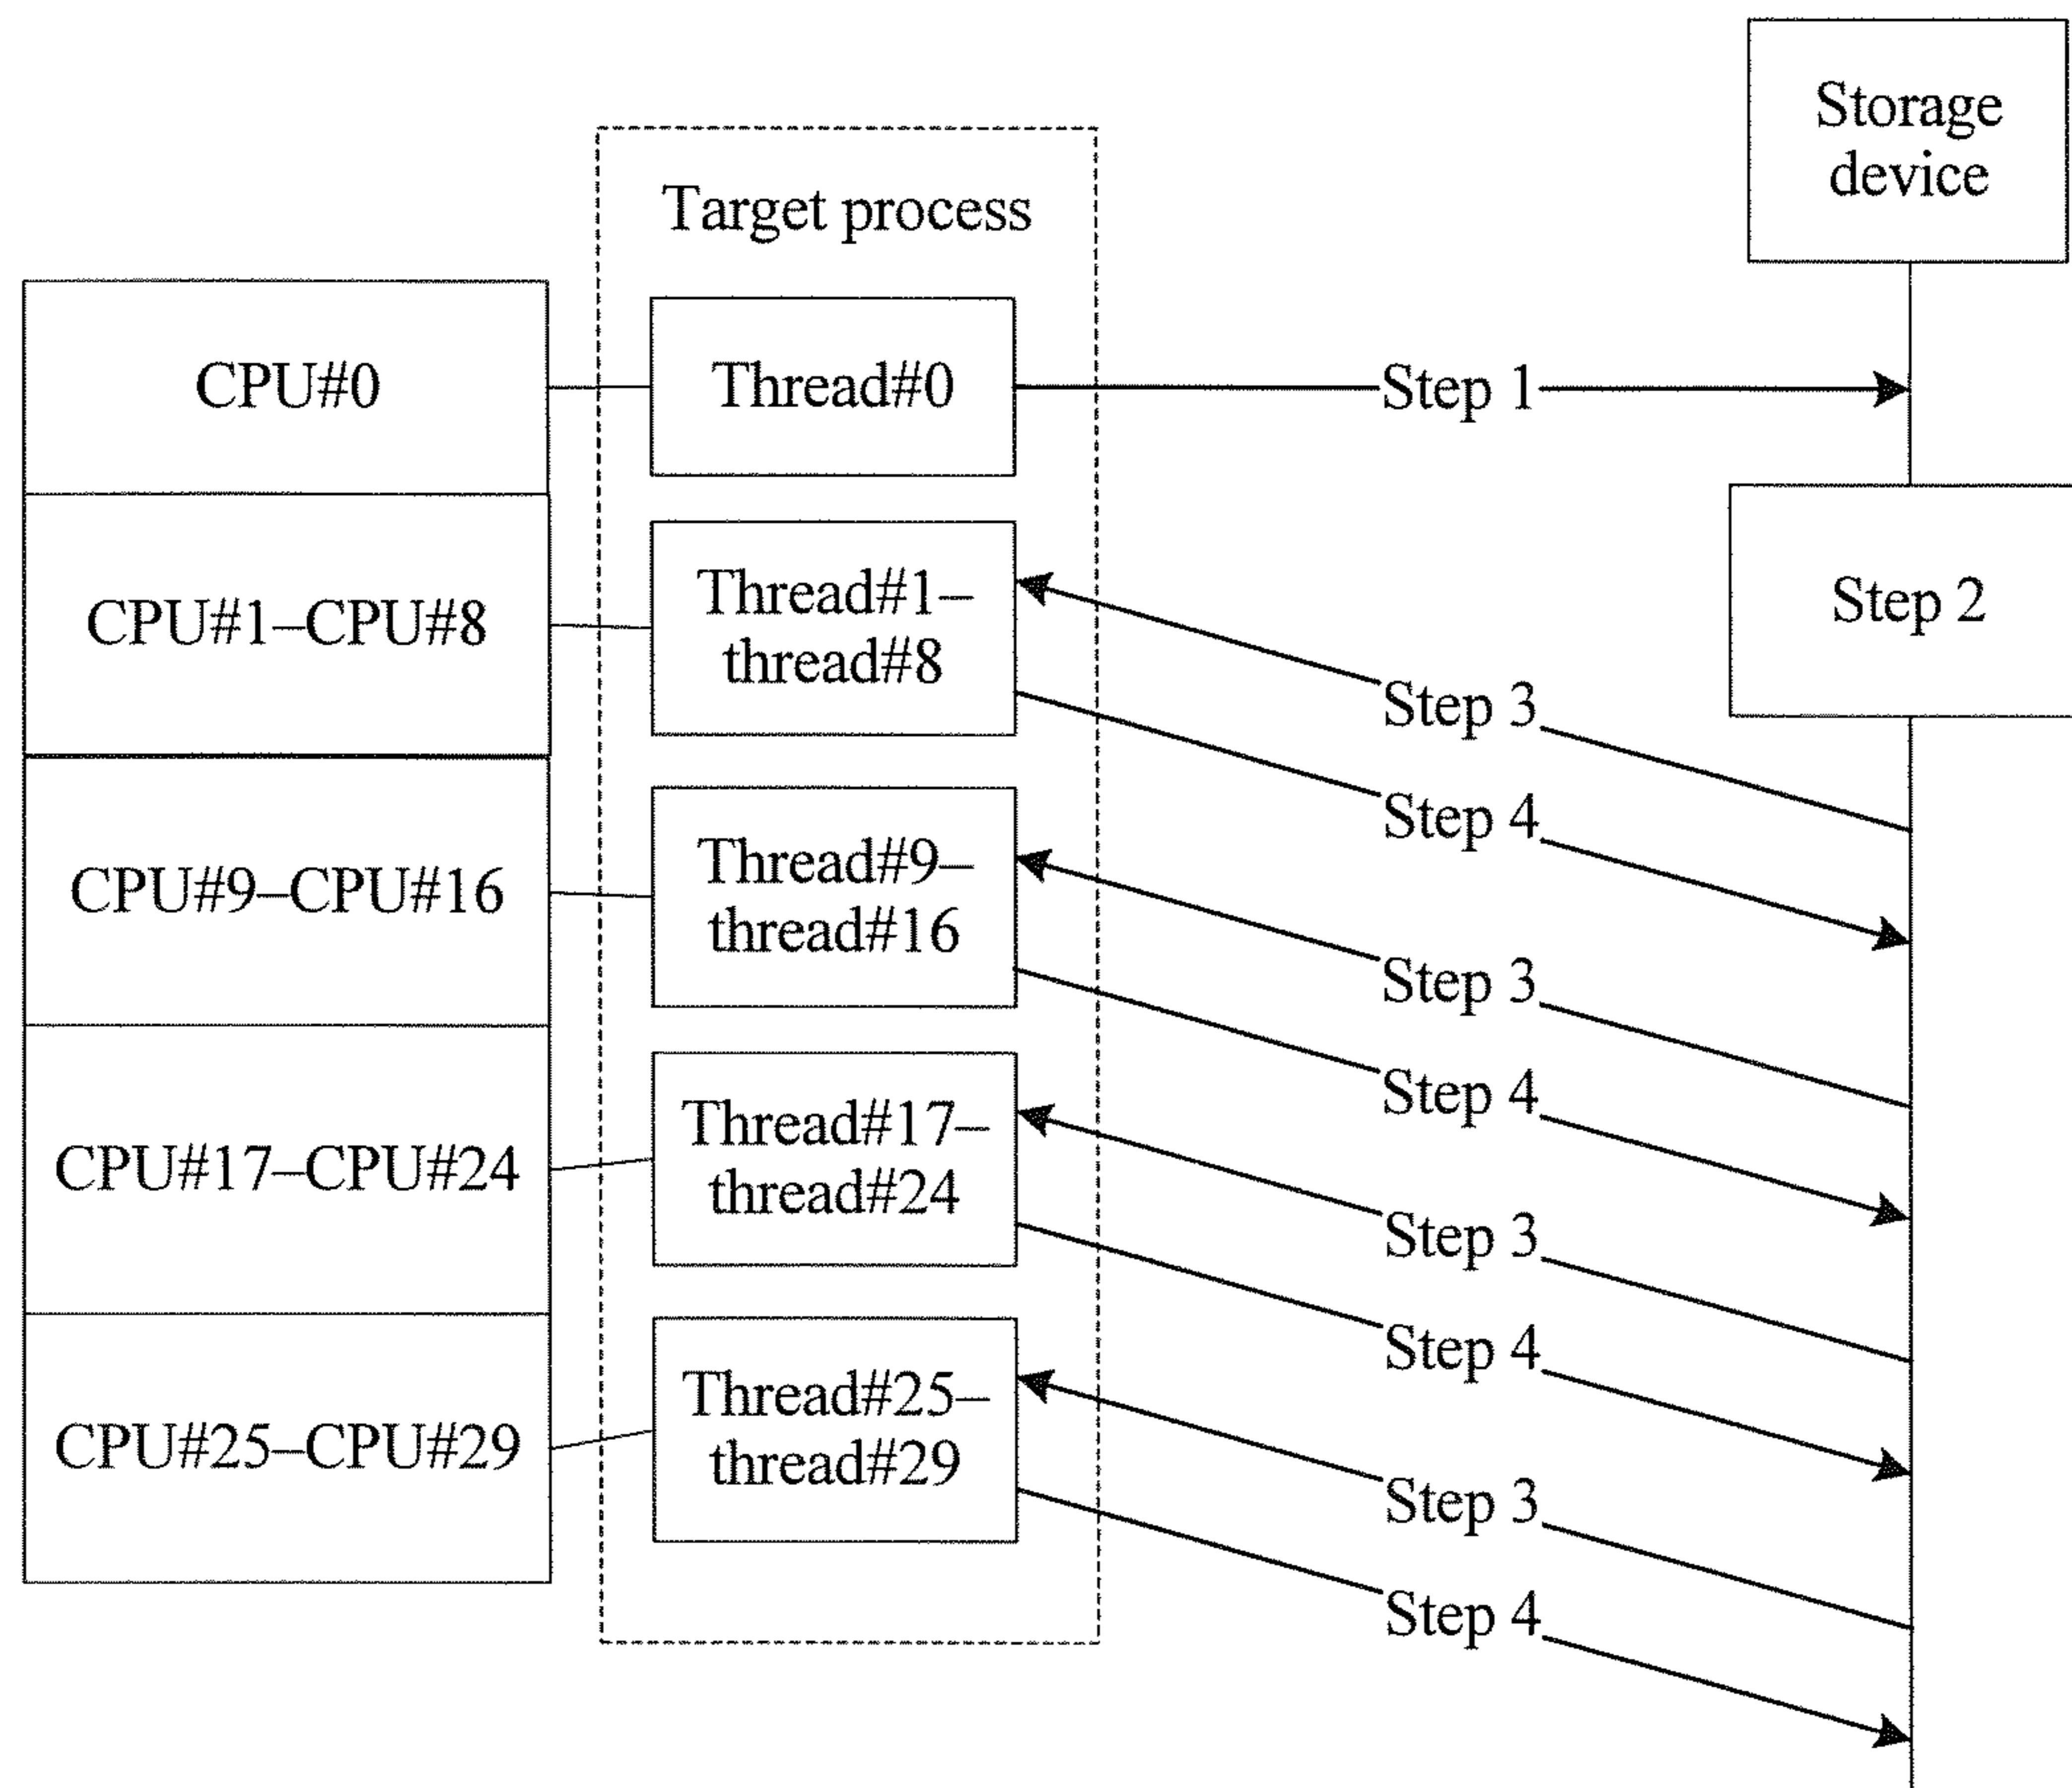 Storage
device
Target process
CPU#0
Thread#0
Step 1
CPU#1–CPU#8
Thread#1–
thread#8
Step 2
Step 3
Step 4
CPU#9–CPU#16
Thread#9–
thread#16
Step 3
Step 4
CPU#17–CPU#24
Thread#17–
thread#24
Step 3
Step 4
CPU#25–CPU#29
Thread#25–
thread#29
Step 3
Step 4